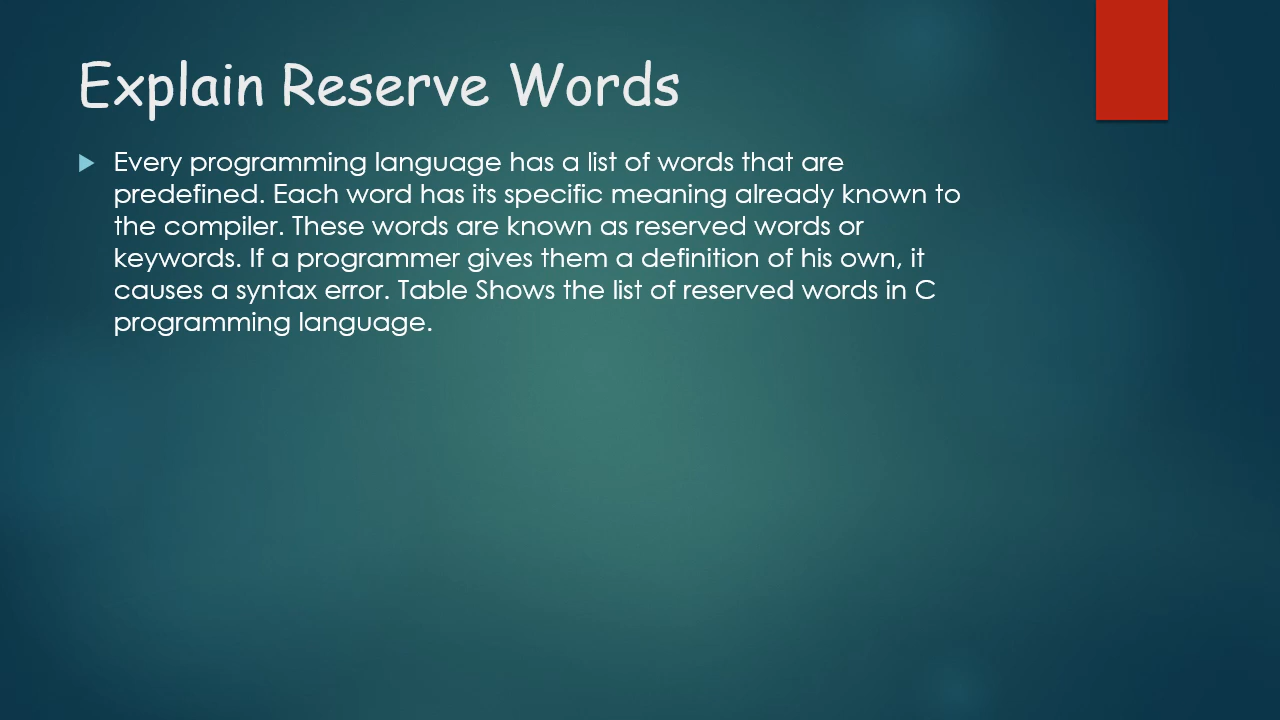 Explain Reserve Words
Every programming language has a list of words that are
predefined. Each word has its specific meaning already known to
the compiler. These words are known as reserved words or
keywords. If a programmer gives them a definition of his own, it
causes a syntax error. Table Shows the list of reserved words in C
programming language.